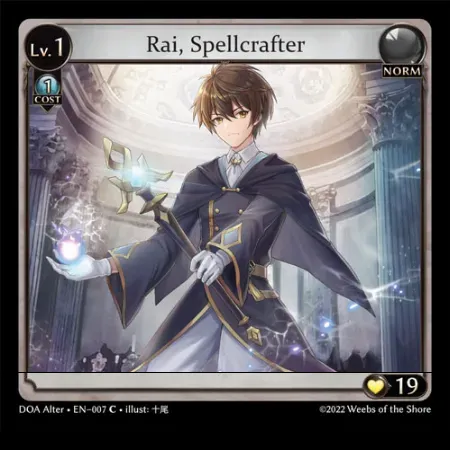 Lv. 1
Rai, Spellcrafter
NORM
1
COST
19
DOA Alter • EN-007 C • illust: 十尾
©2022 Weebs of the Shore